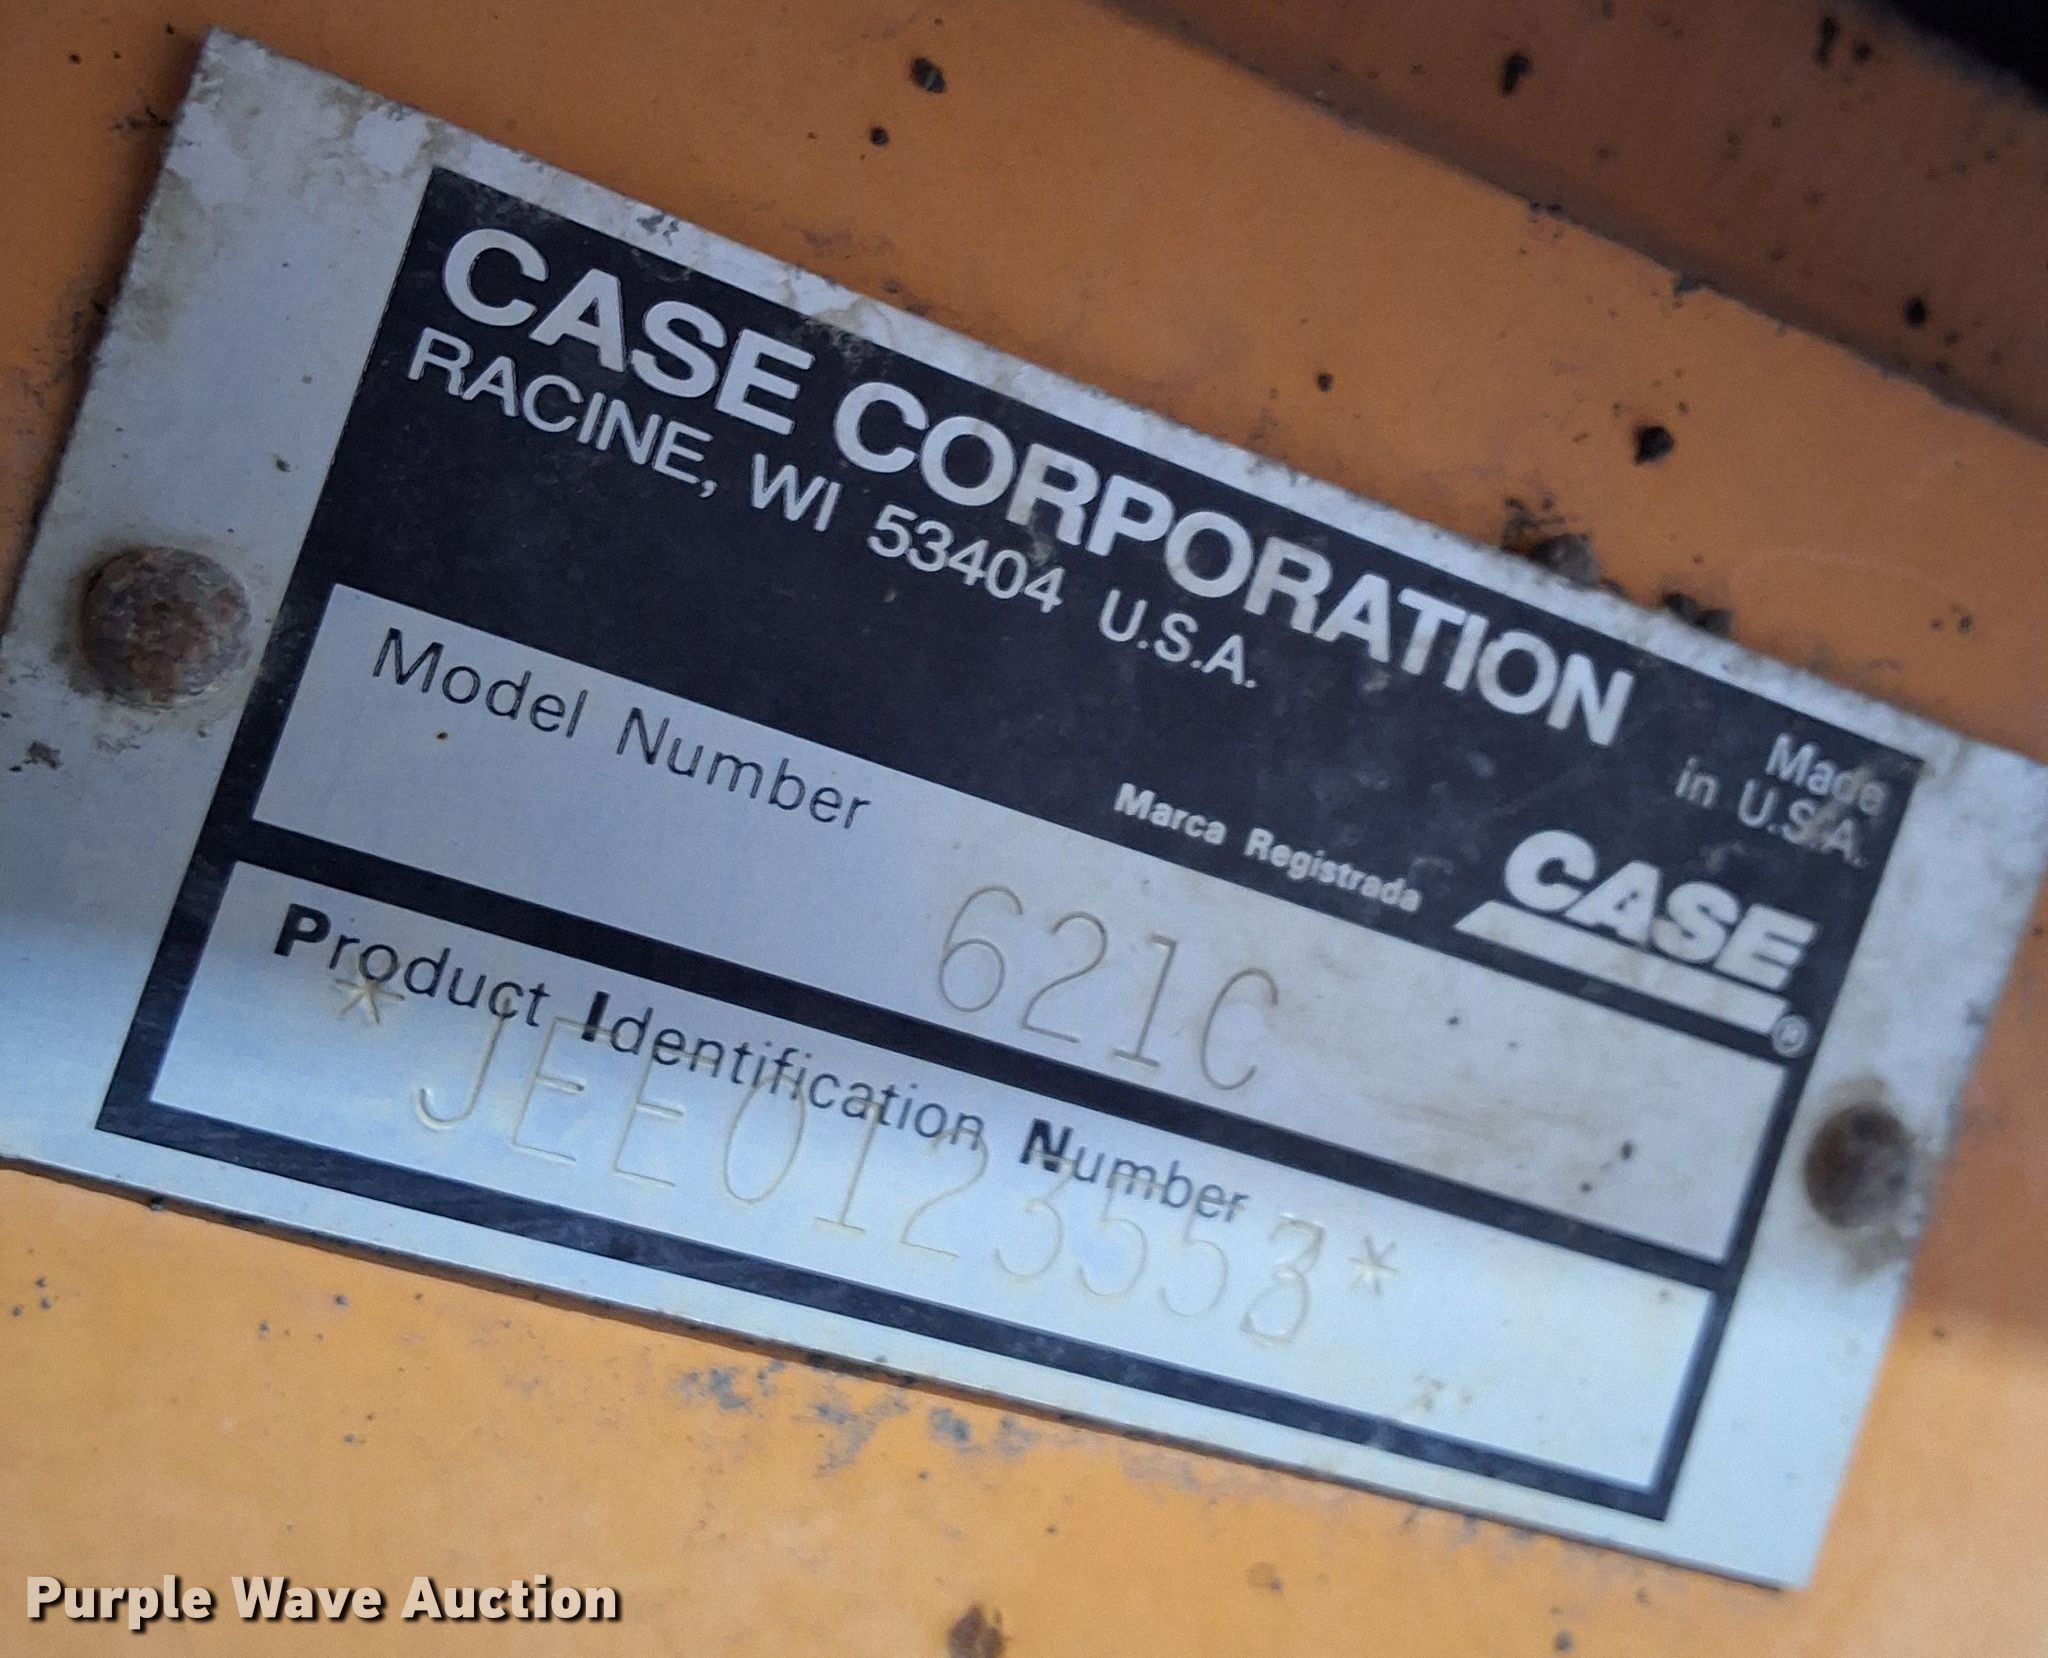 CASE CORPORATION
RACINE, WI 53404 U.S.A.
Made
in U.S.A.
Marca Registrada
CASE®
Model Number
621C
Product Identification Number
Purple Wave Auction